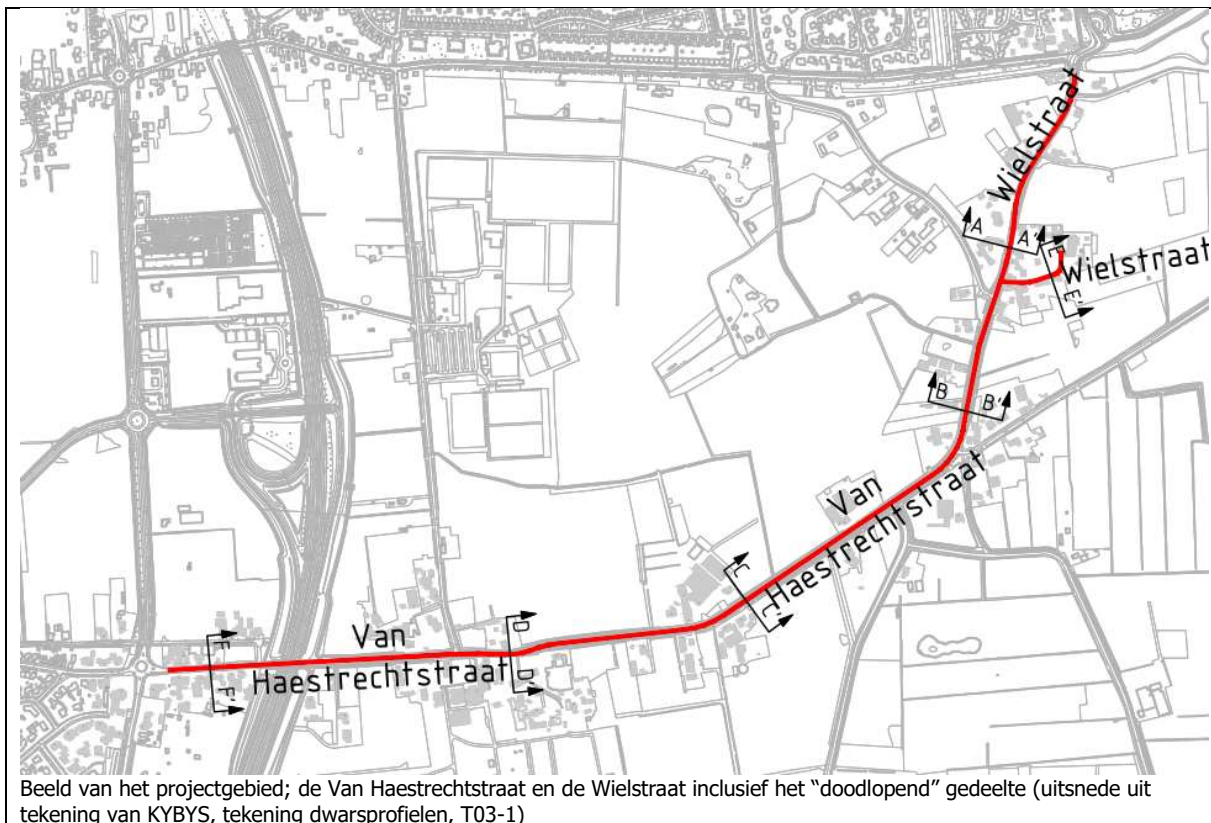 Wielstraat
A
A'
E
Wielstraat
E'
B
B'
Van
Haestrechtstraat
C
C'
D
Van
F
Haestrechtstraat
D'
F'
Beeld van het projectgebied; de Van Haestrechtstraat en de Wielstraat inclusief het “doodlopend” gedeelte (uitsnede uit
tekening van KYBYS, tekening dwarsprofielen, T03-1)